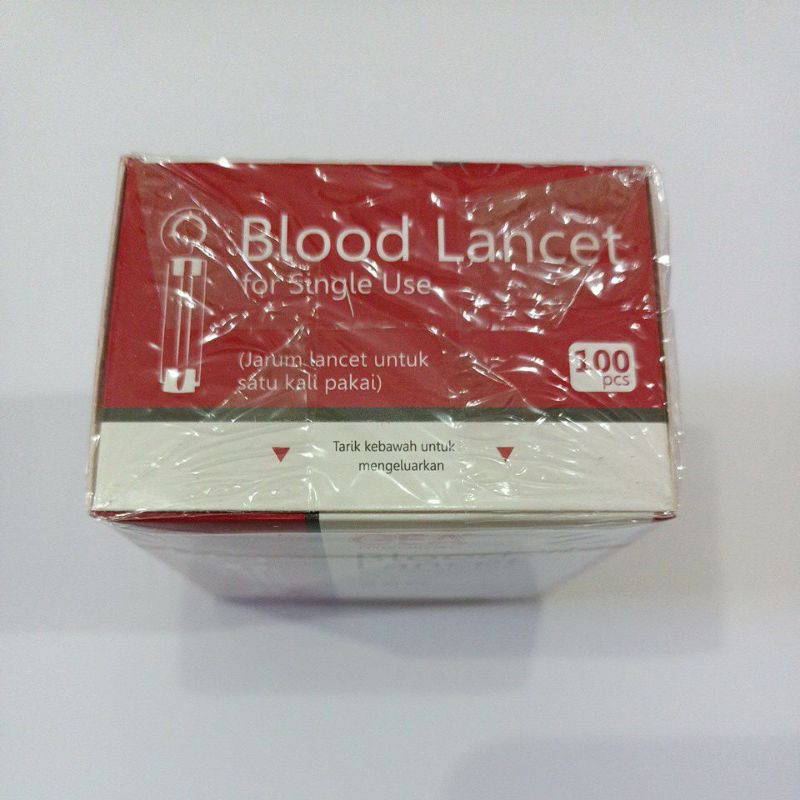 Blood Lancet
for Single Use
(Jarum lancet untuk
satu kali pakai)
100
pcs
Tarik kebawah untuk
mengeluarkan